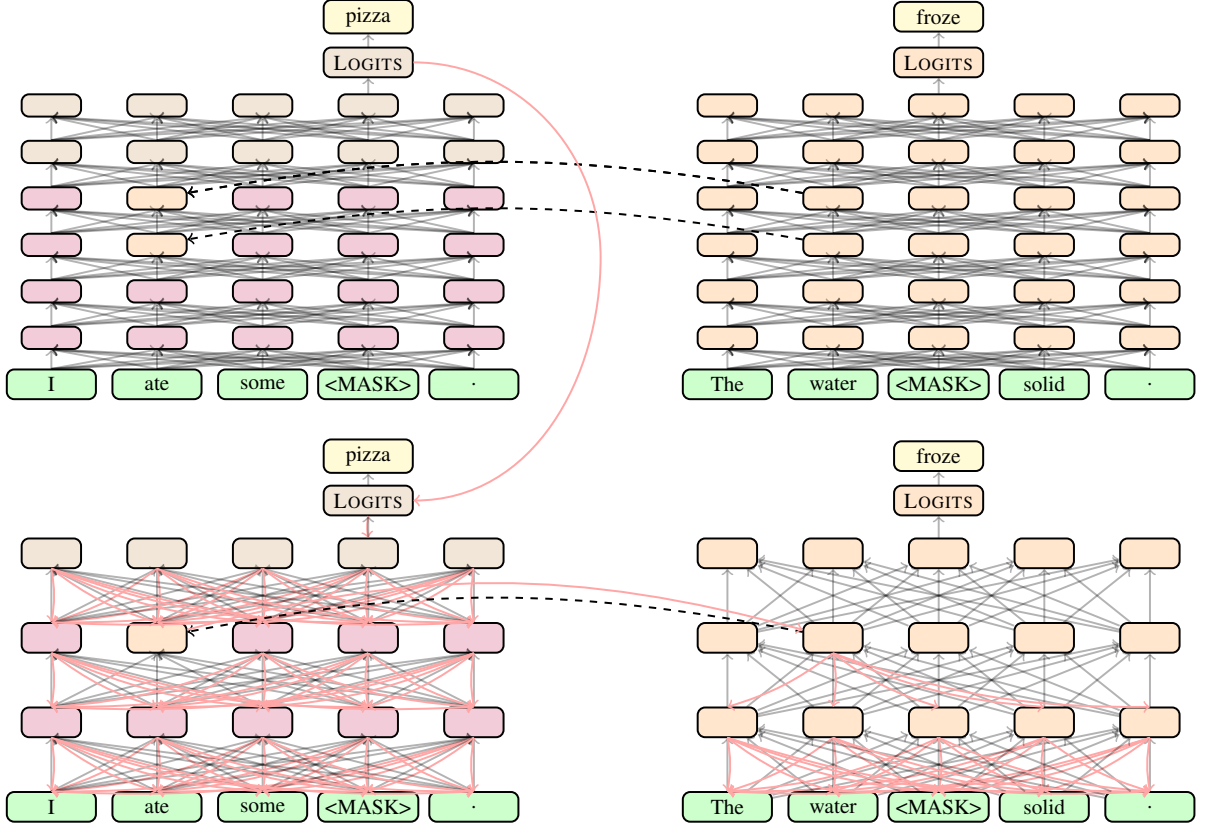 pizza
froze
LOGITS
LOGITS
I ate some <MASK> .
The water <MASK> solid .
pizza
froze
LOGITS
LOGITS
I ate some <MASK> .
The water <MASK> solid .